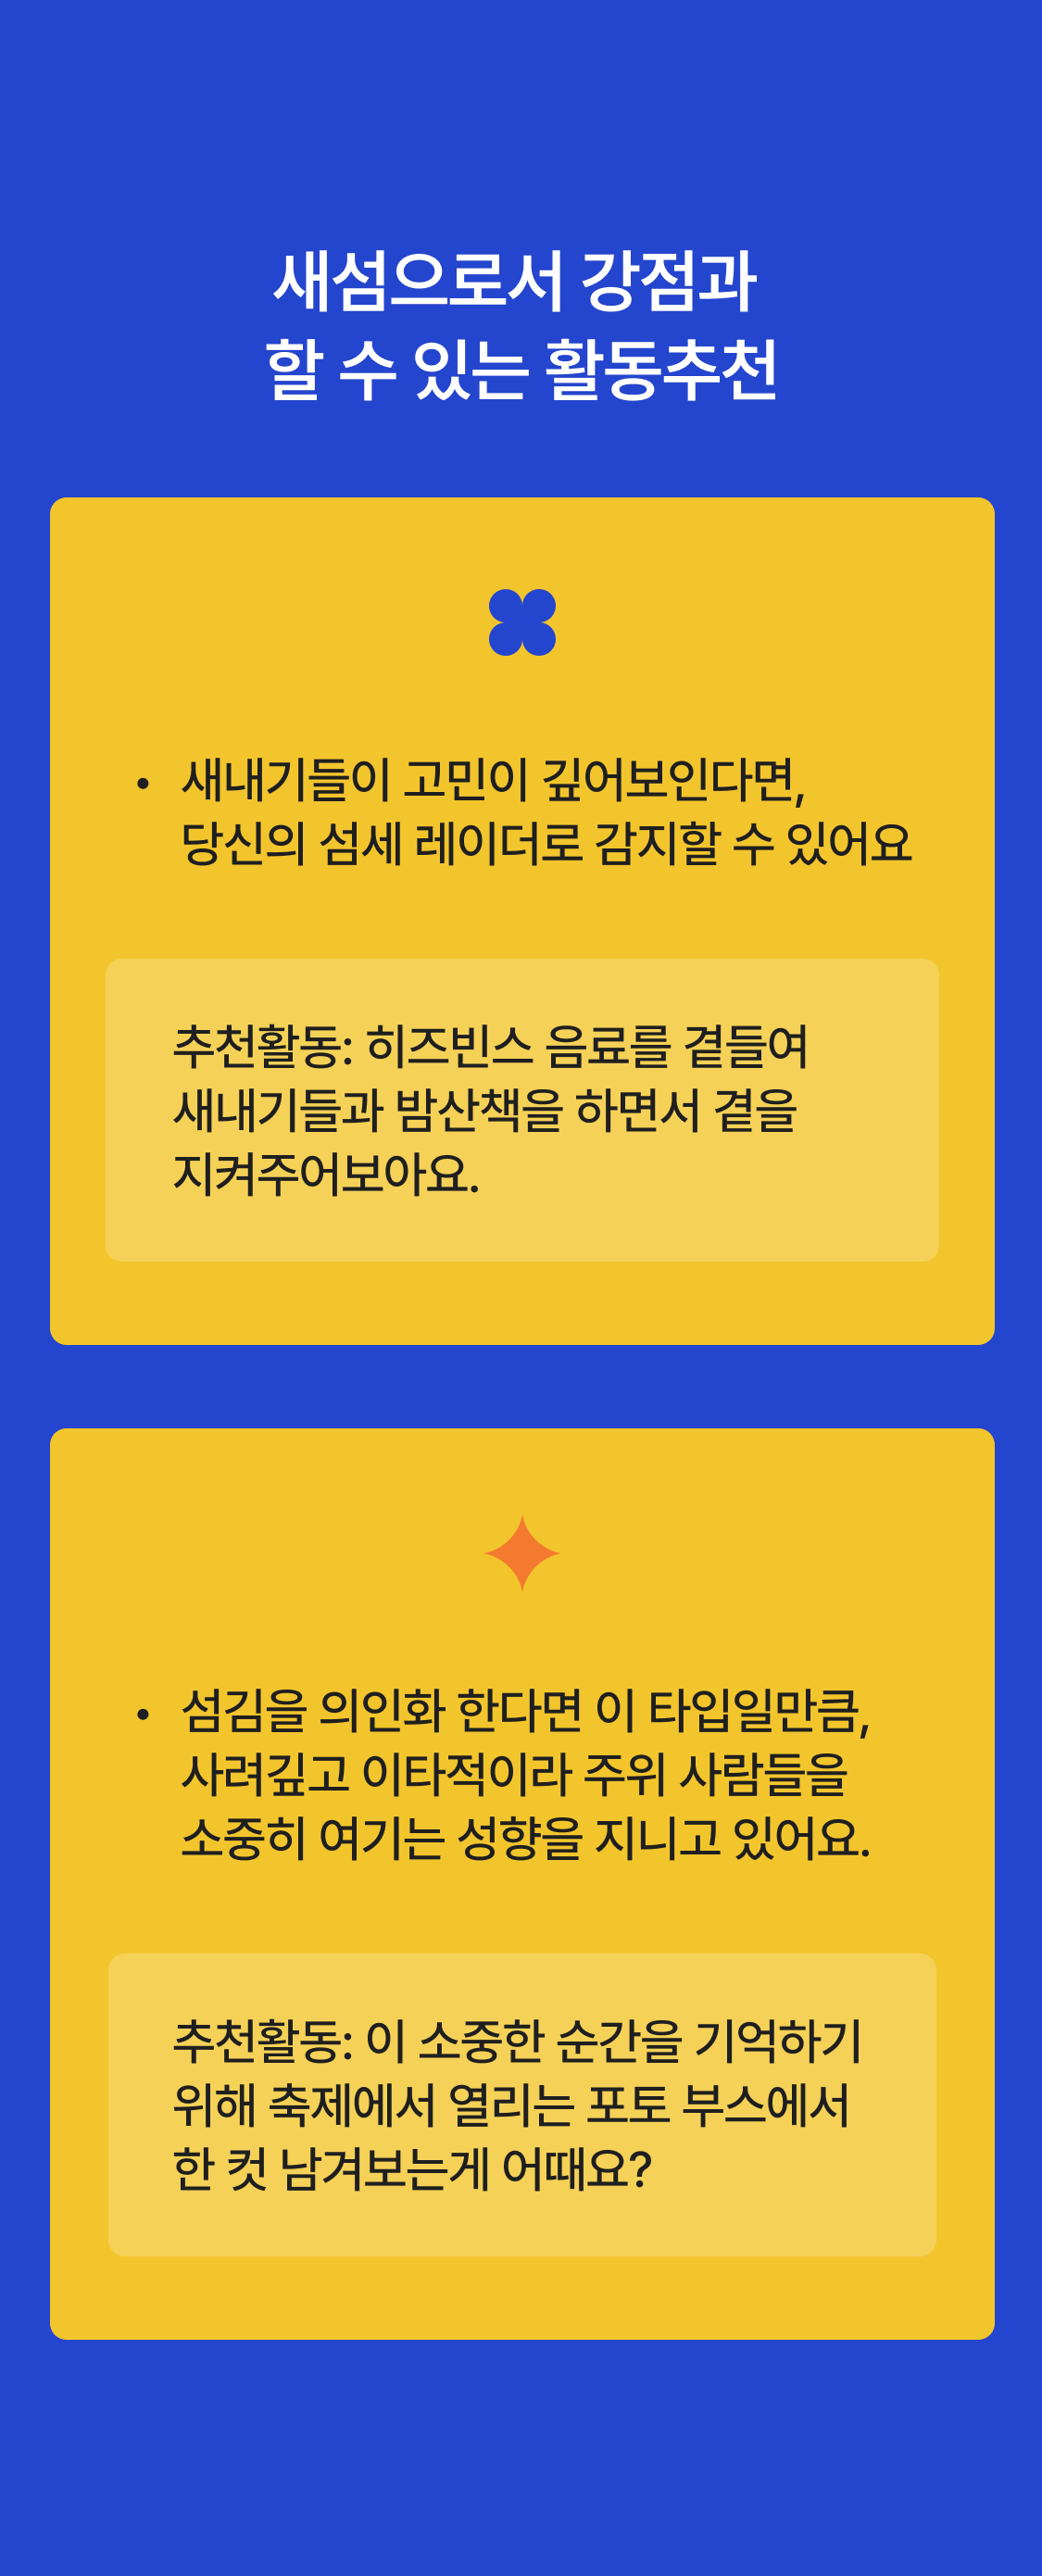 새섬으로서 강점과
할 수 있는 활동추천
• 새내기들이 고민이 깊어보인다면,
당신의 섬세 레이더로 감지할 수 있어요
추천활동: 히즈빈스 음료를 곁들여
새내기들과 밤산책을 하면서 곁을
지켜주어보아요.
• 섬김을 의인화 한다면 이 타입일만큼,
사려깊고 이타적이라 주위 사람들을
소중히 여기는 성향을 지니고 있어요.
추천활동: 이 소중한 순간을 기억하기
위해 축제에서 열리는 포토 부스에서
한 컷 남겨보는게 어때요?